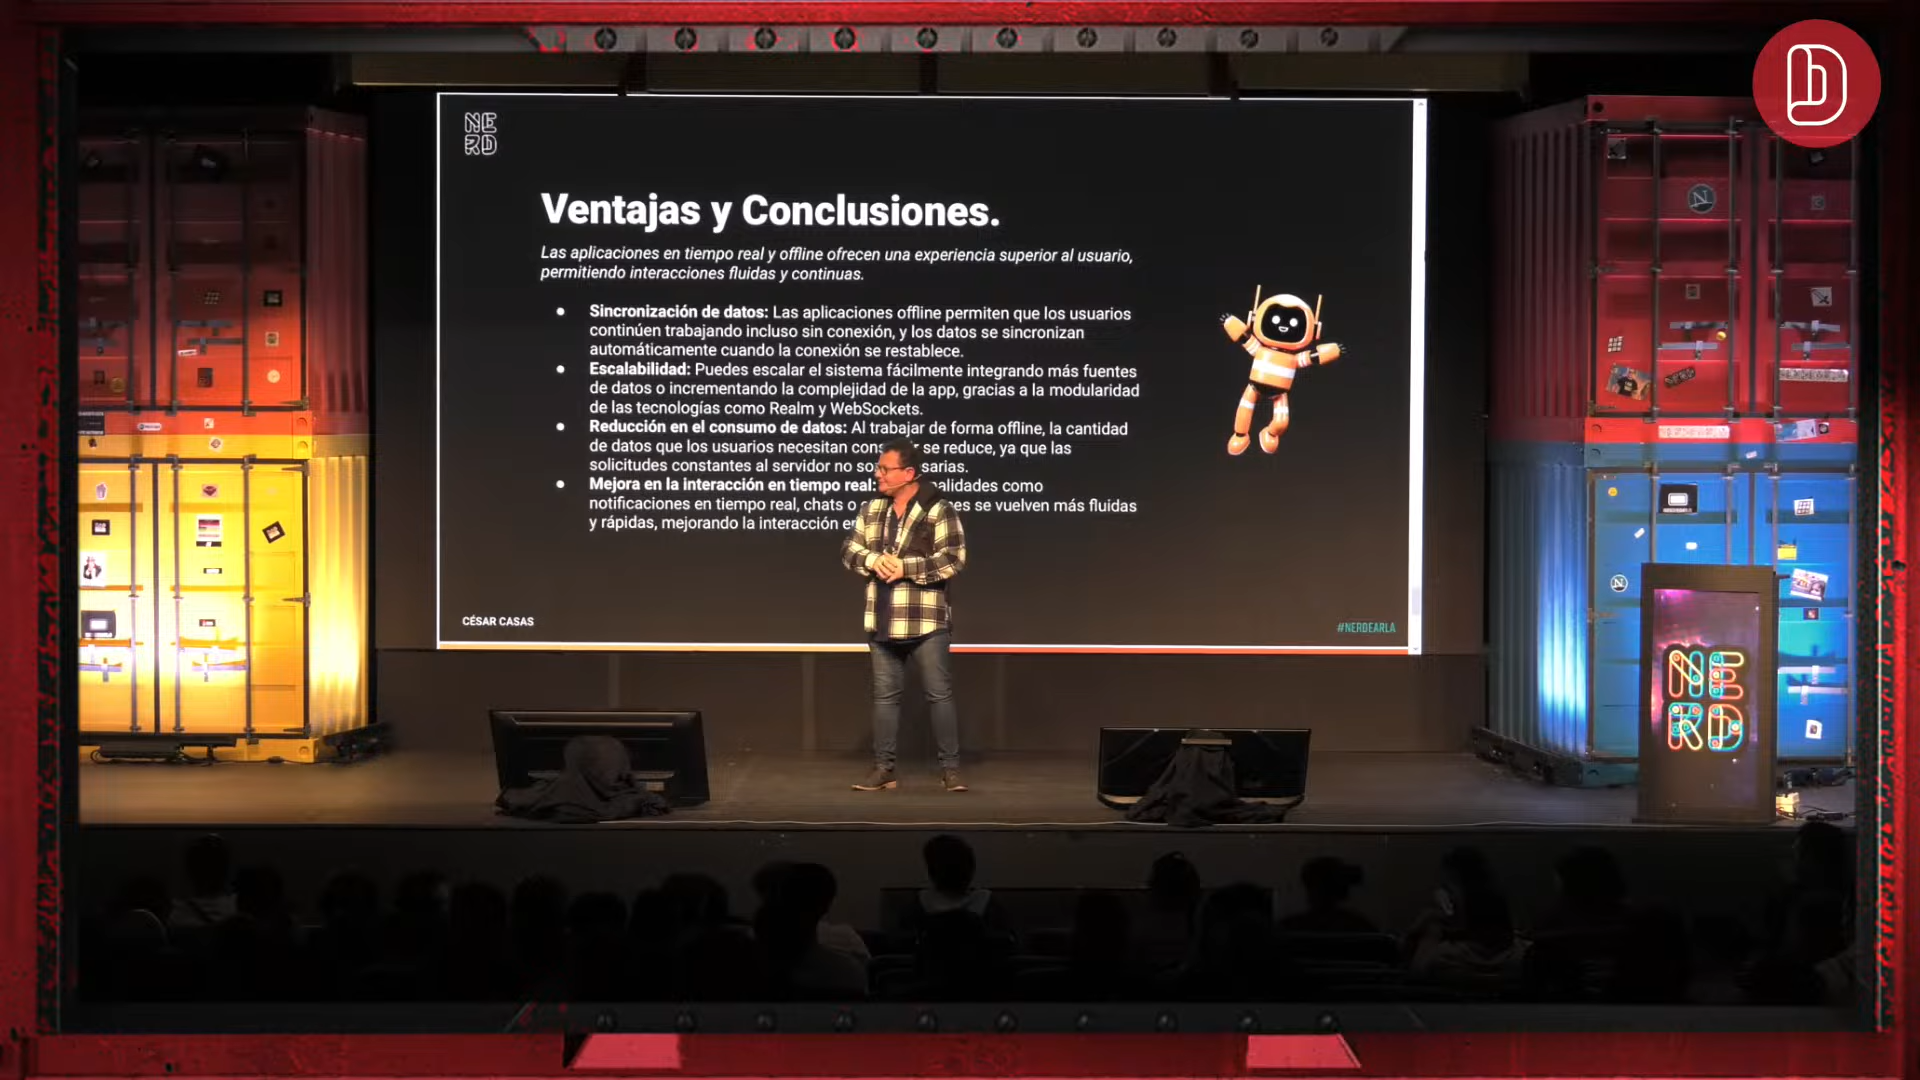 NE
RD
Ventajas y Conclusiones.
Las aplicaciones en tiempo real y offline ofrecen una experiencia superior al usuario,
permitiendo interacciones fluidas y continuas.
● Sincronización de datos: Las aplicaciones offline permiten que los usuarios
continúen trabajando incluso sin conexión, y los datos se sincronizan
automáticamente cuando la conexión se restablece.
● Escalabilidad: Puedes escalar el sistema fácilmente integrando más fuentes
de datos o incrementando la complejidad de la app, gracias a la modularidad
de las tecnologías como Realm y WebSockets.
● Reducción en el consumo de datos: Al trabajar de forma offline, la cantidad
de datos que los usuarios necesitan se reduce, ya que las
solicitudes constantes al servidor no
● Mejora en la interacción en tiempo real: como
notificaciones en tiempo real, chats o se vuelven más fluidas
y rápidas, mejorando la interacción
CÉSAR CASAS
#NERDEARLA
NE
RD